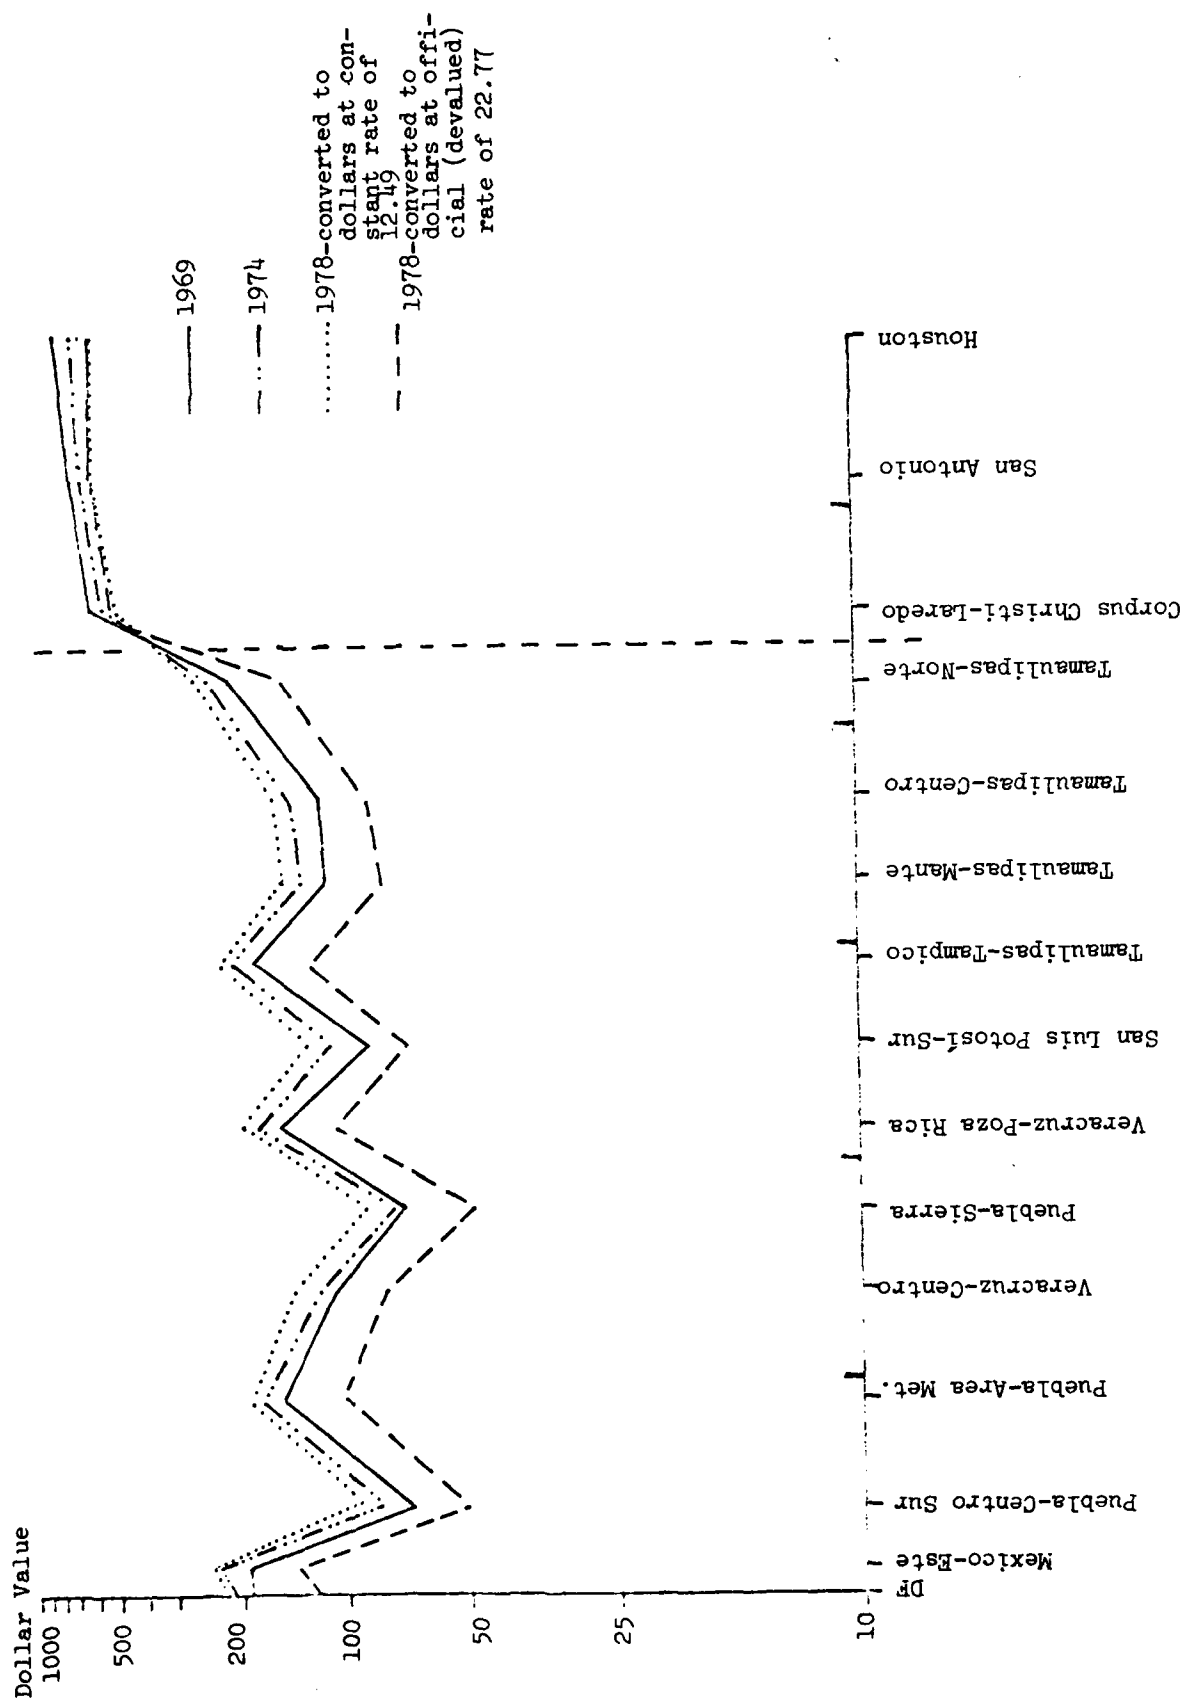 Dollar Value
1000
500
200
100
50
25
10
1969
1974
1978-converted to
dollars at con-
stant rate of
12.49
1978-converted to
dollars at offi-
cial (devalued)
rate of 22.77
DF
Mexico-Este
Puebla-Centro Sur
Puebla-Area Met.
Veracruz-Centro
Puebla-Sierra
Veracruz-Poza Rica
San Luis Potosí-Sur
Tamaulipas-Tampico
Tamaulipas-Mante
Tamaulipas-Centro
Tamaulipas-Norte
Corpus Christi-Laredo
San Antonio
Houston